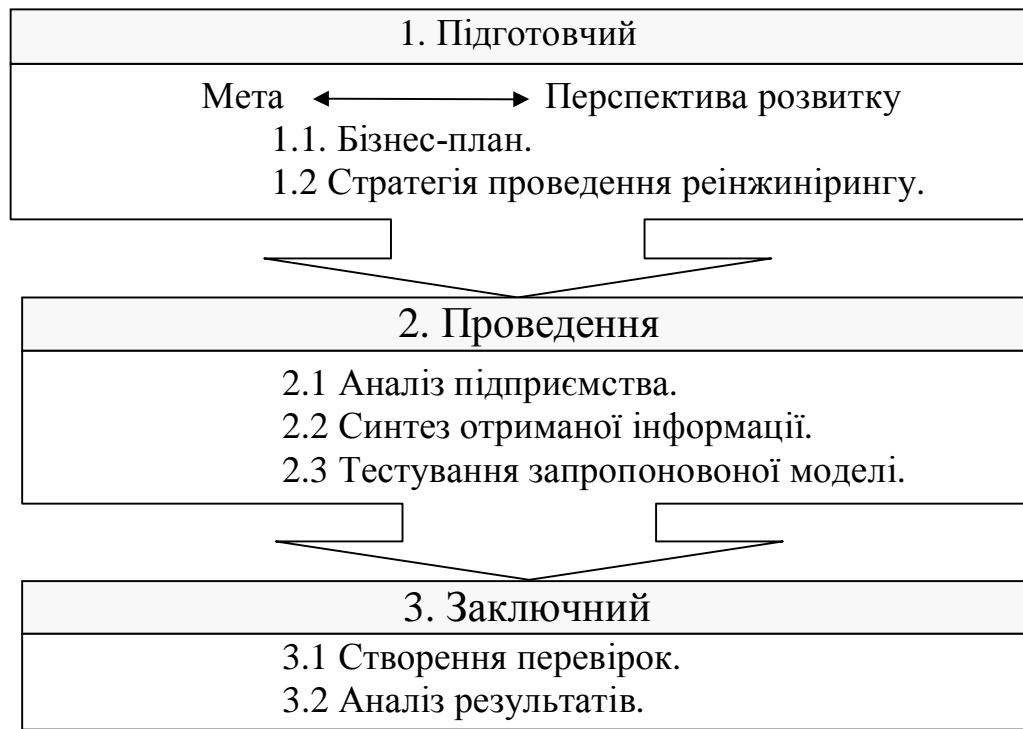 1. Підготовчий
Мета Перспектива розвитку
1.1. Бізнес-план.
1.2 Стратегія проведення реінжинірингу.
2. Проведення
2.1 Аналіз підприємства.
2.2 Синтез отриманої інформації.
2.3 Тестування запропоновоної моделі.
3. Заключний
3.1 Створення перевірок.
3.2 Аналіз результатів.